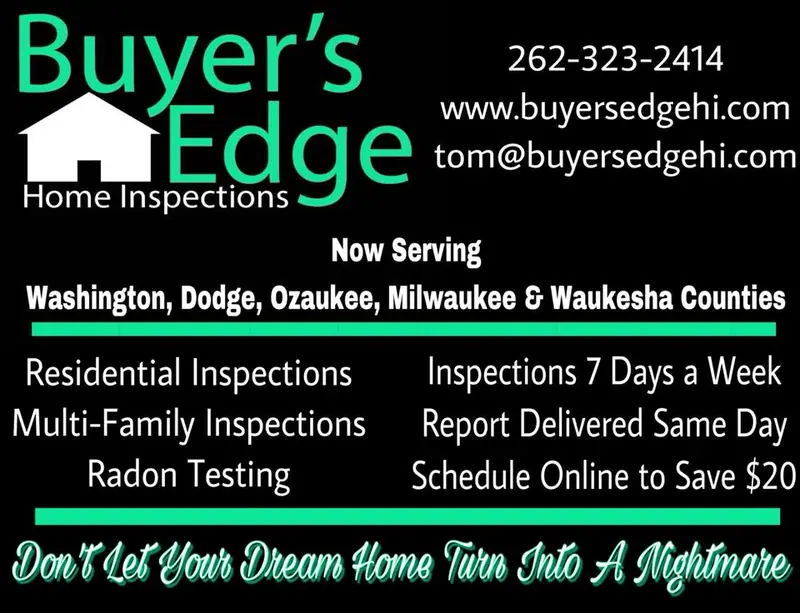 Buyer's
Edge
Home Inspections
262-323-2414
www.buyersedgehi.com
tom@buyersedgehi.com
Now Serving
Washington, Dodge, Ozaukee, Milwaukee & Waukesha Counties
Residential Inspections
Multi-Family Inspections
Radon Testing
Inspections 7 Days a Week
Report Delivered Same Day
Schedule Online to Save $20
Don't Let Your Dream Home Turn Into A Nightmare